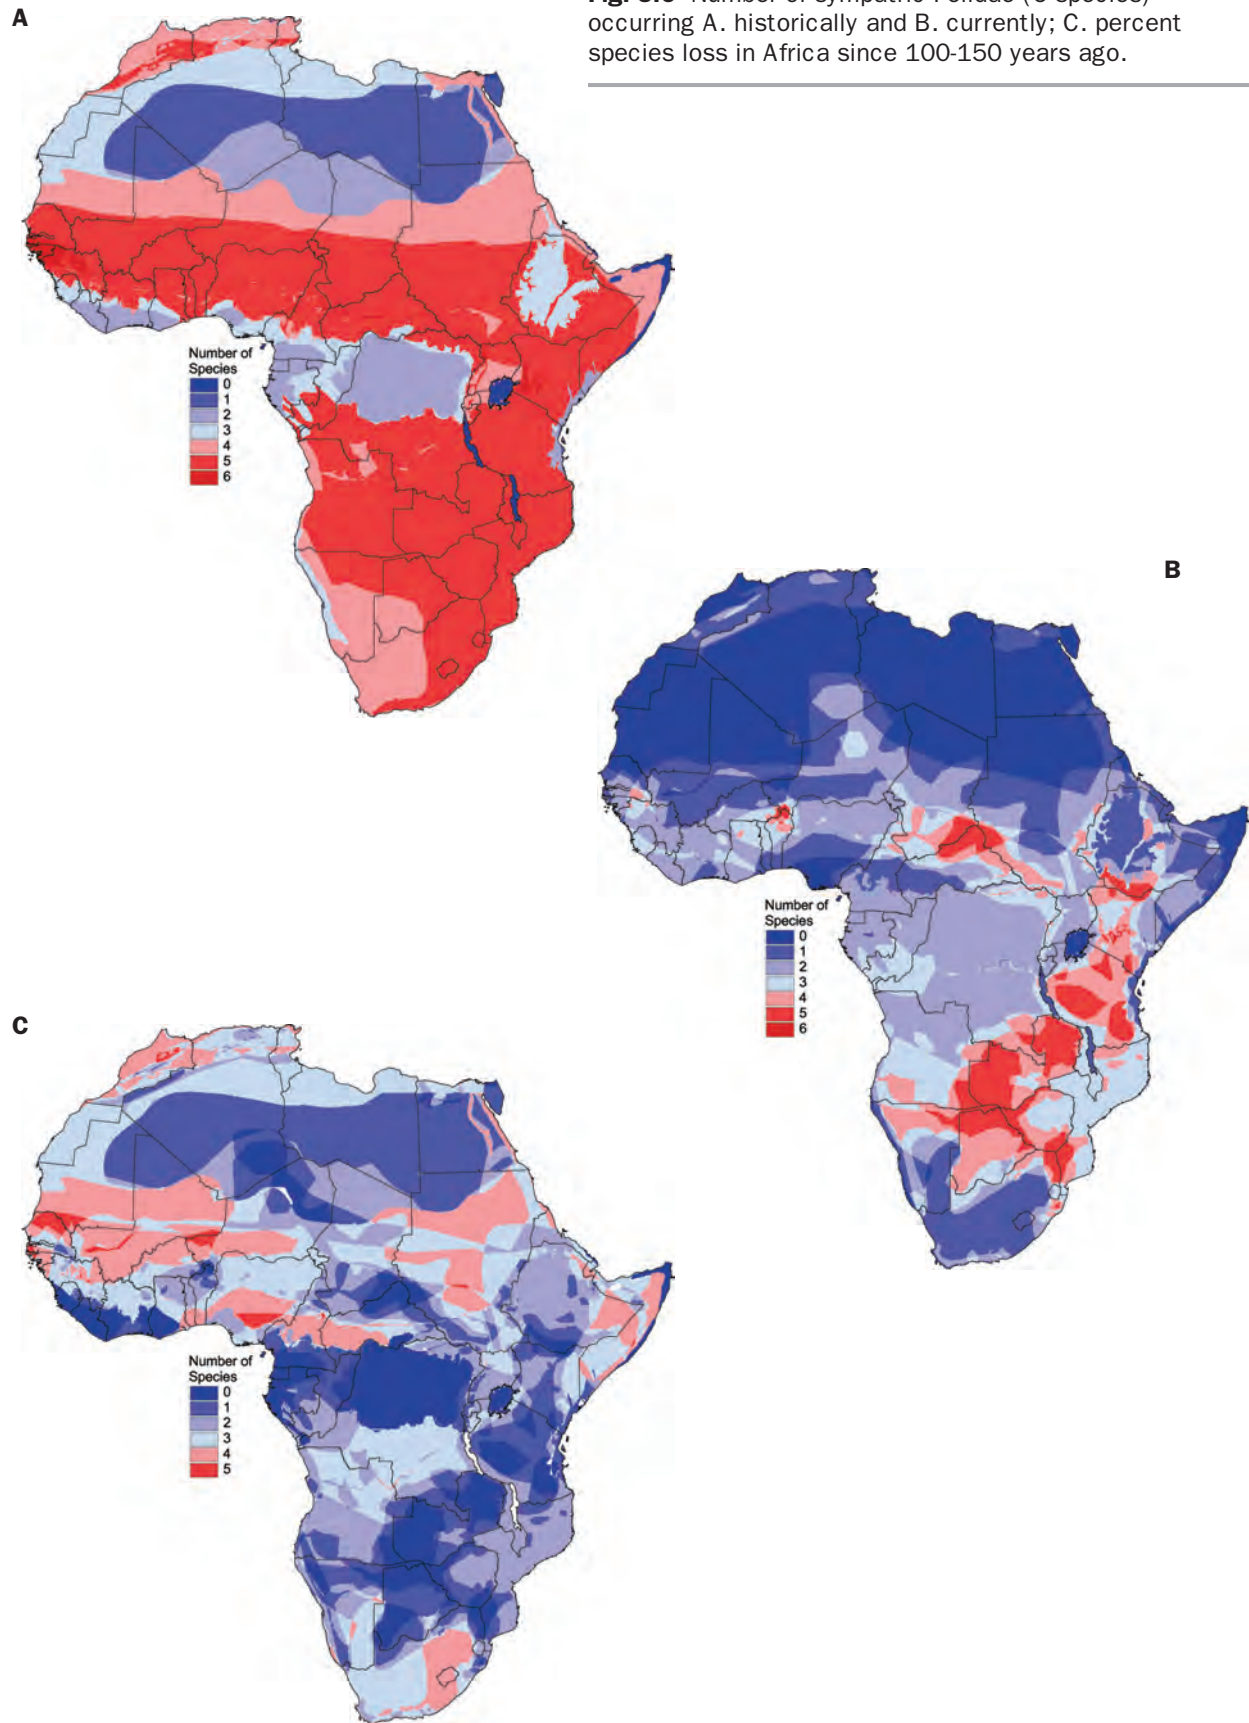 A
occurring A. historically and B. currently; C. percent
species loss in Africa since 100-150 years ago.
Number of
Species
0
1
2
3
4
5
6
B
Number of
Species
0
1
2
3
4
5
6
C
Number of
Species
0
1
2
3
4
5